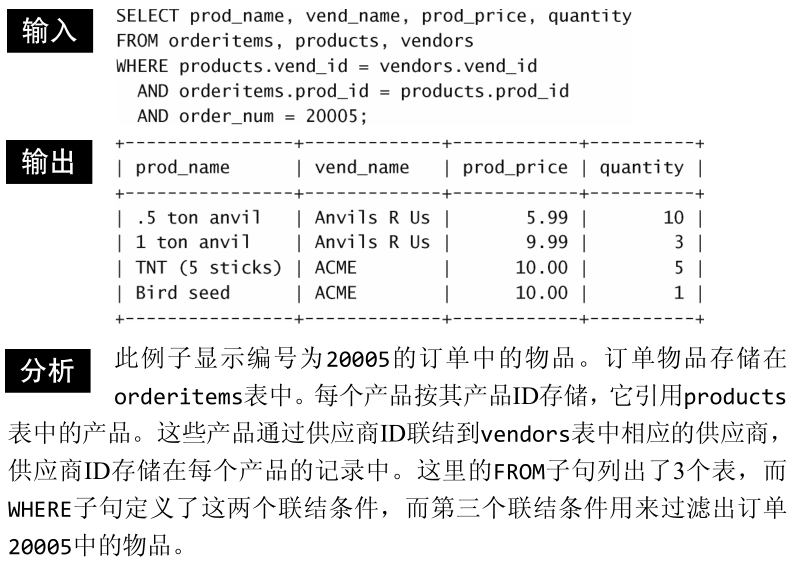 输入
SELECT prod_name, vend_name, prod_price, quantity
FROM orderitems, products, vendors
WHERE products.vend_id = vendors.vend_id
  AND orderitems.prod_id = products.prod_id
  AND order_num = 20005;
输出
+----------------+-------------+------------+----------+
| prod_name      | vend_name   | prod_price | quantity |
+----------------+-------------+------------+----------+
| .5 ton anvil   | Anvils R Us |       5.99 |       10 |
| 1 ton anvil    | Anvils R Us |       9.99 |        3 |
| TNT (5 sticks) | ACME        |      10.00 |        5 |
| Bird seed      | ACME        |      10.00 |        1 |
+----------------+-------------+------------+----------+
分析
此例子显示编号为20005的订单中的物品。订单物品存储在
orderitems表中。每个产品按其产品ID存储，它引用products
表中的产品。这些产品通过供应商ID联结到vendors表中相应的供应商，
供应商ID存储在每个产品的记录中。这里的FROM子句列出了3个表，而
WHERE子句定义了这两个联结条件，而第三个联结条件用来过滤出订单
20005中的物品。